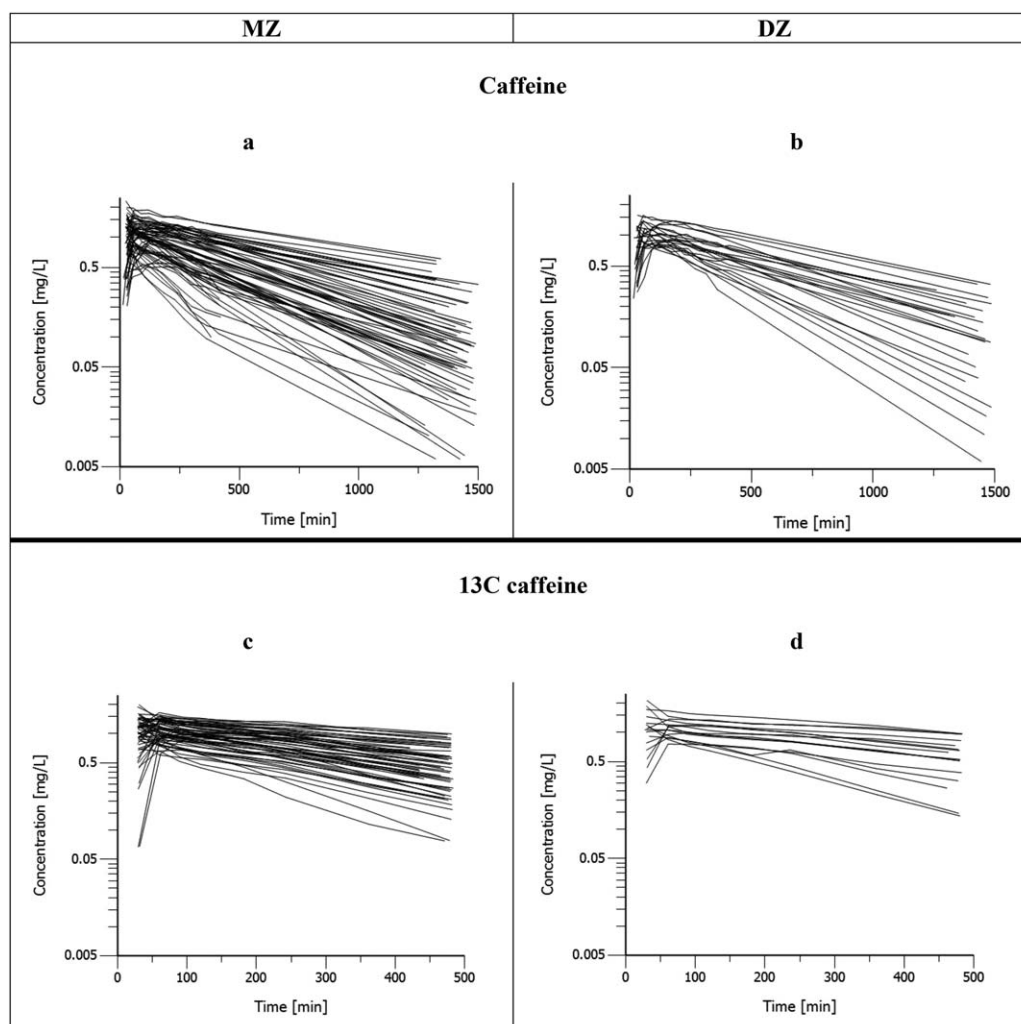 MZ DZ
Caffeine
a b
Concentration [mg/L]
0.5
0.05
0.005
0 500 1000 1500
Time [min]
Concentration [mg/L]
0.5
0.05
0.005
0 500 1000 1500
Time [min]
13C caffeine
c d
Concentration [mg/L]
0.5
0.05
0.005
0 100 200 300 400 500
Time [min]
Concentration [mg/L]
0.5
0.05
0.005
0 100 200 300 400 500
Time [min]